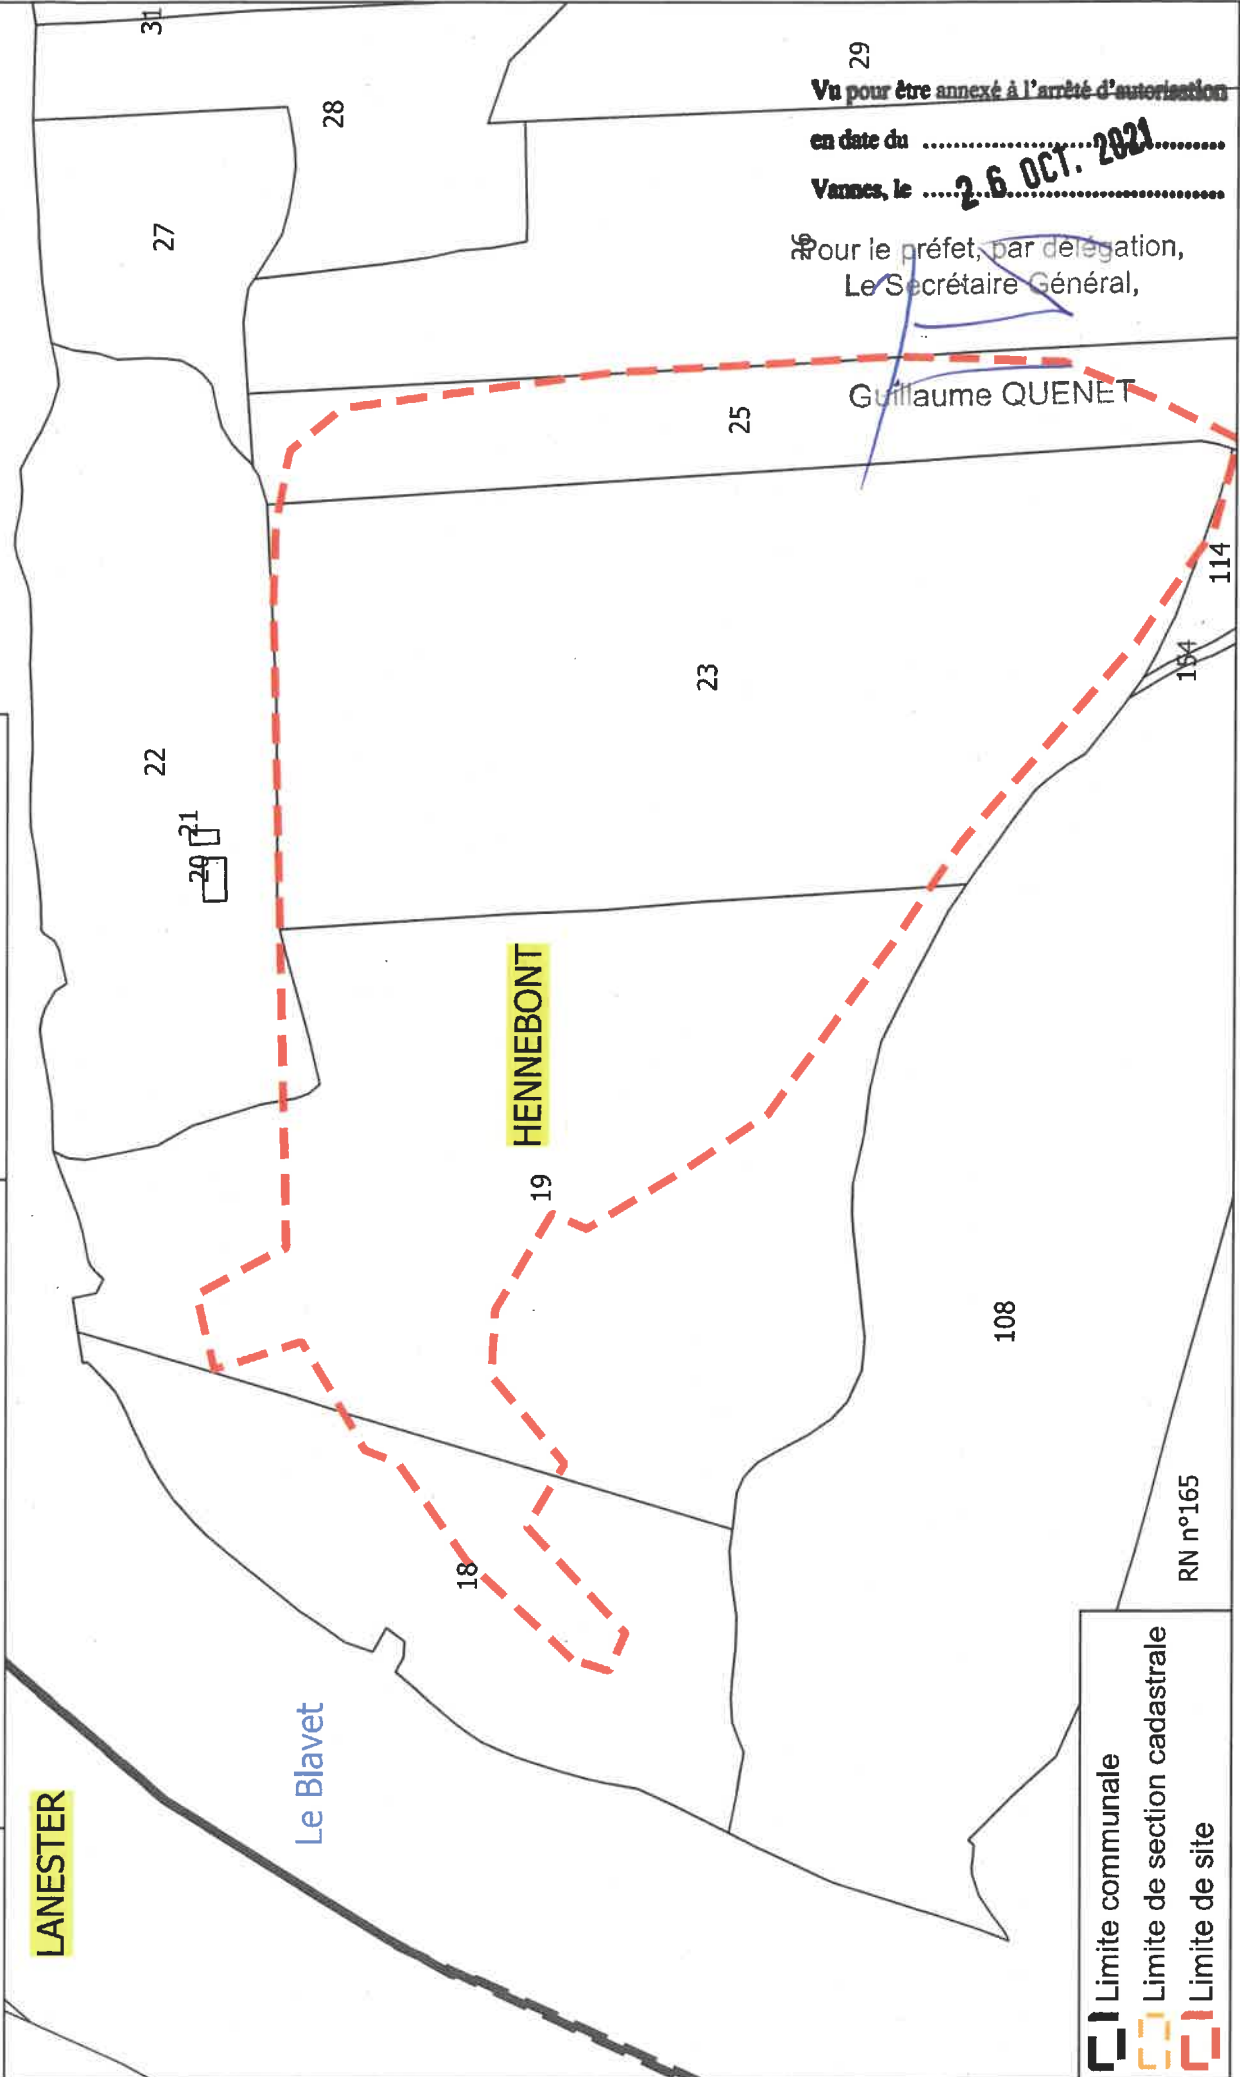 LANESTER
Le Blavet
HENNEBONT
18
19
20
21
22
23
25
26
27
28
29
31
108
114
154
RN n°165
Vu pour être annexé à l'arrêté d'autorisation
en date du ........................................
Vannes, le ........................................
26 OCT. 2021
Pour le préfet, par délégation,
Le Secrétaire Général,
Guillaume QUENET
Limite communale
Limite de section cadastrale
Limite de site